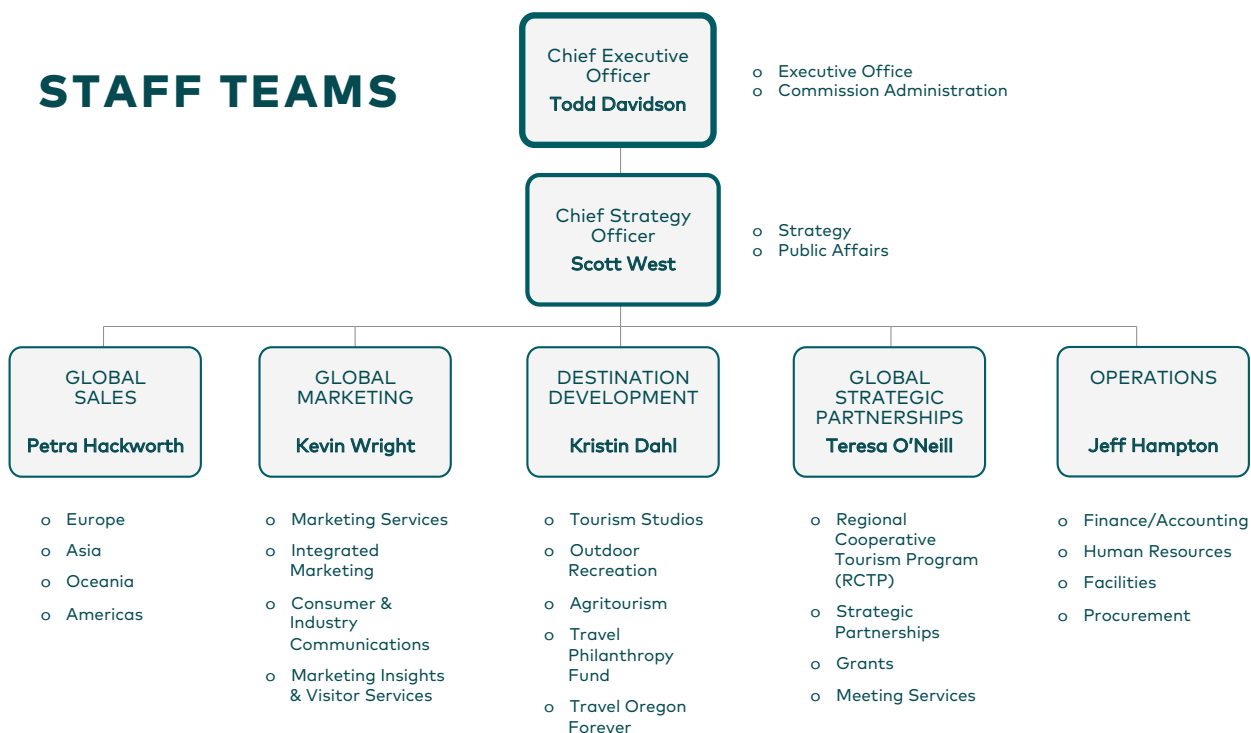 STAFF TEAMS
Chief Executive
Officer
Todd Davidson
o Executive Office
o Commission Administration
Chief Strategy
Officer
Scott West
o Strategy
o Public Affairs
GLOBAL
SALES
Petra Hackworth
o Europe
o Asia
o Oceania
o Americas
GLOBAL
MARKETING
Kevin Wright
o Marketing Services
o Integrated
Marketing
o Consumer &
Industry
Communications
o Marketing Insights
& Visitor Services
DESTINATION
DEVELOPMENT
Kristin Dahl
o Tourism Studios
o Outdoor
Recreation
o Agritourism
o Travel
Philanthropy
Fund
o Travel Oregon
Forever
GLOBAL
STRATEGIC
PARTNERSHIPS
Teresa O'Neill
o Regional
Cooperative
Tourism Program
(RCTP)
o Strategic
Partnerships
o Grants
o Meeting Services
OPERATIONS
Jeff Hampton
o Finance/Accounting
o Human Resources
o Facilities
o Procurement